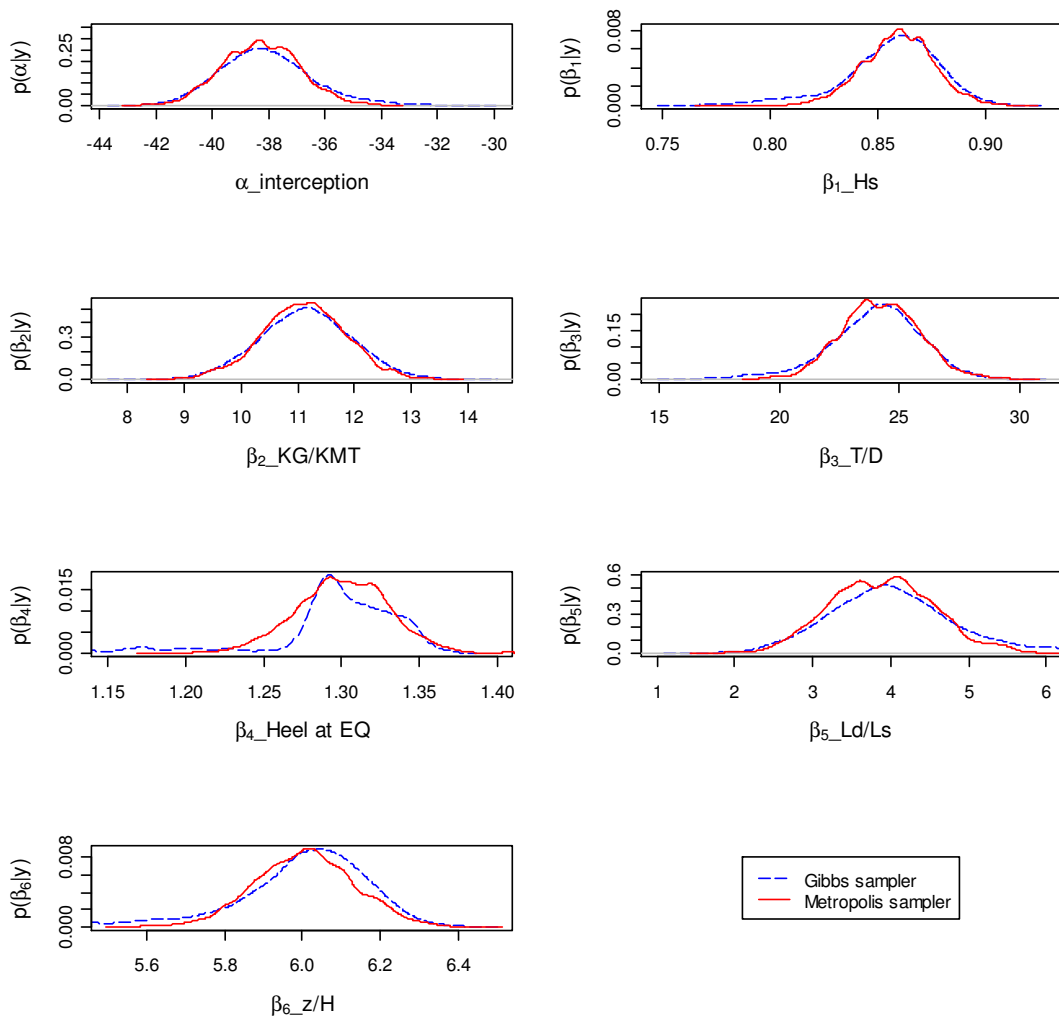 p(α|y)
0.00 0.25
-44 -42 -40 -38 -36 -34 -32 -30
α_interception
p(β₁|y)
0.000 0.008
0.75 0.80 0.85 0.90
β₁_Hs
p(β₂|y)
0.0 0.3
8 9 10 11 12 13 14
β₂_KG/KMT
p(β₃|y)
0.00 0.15
15 20 25 30
β₃_T/D
p(β₄|y)
0.000 0.015
1.15 1.20 1.25 1.30 1.35 1.40
β₄_Heel at EQ
p(β₅|y)
0.0 0.3 0.6
1 2 3 4 5 6
β₅_Ld/Ls
p(β₆|y)
0.000 0.008
5.6 5.8 6.0 6.2 6.4
β₆_z/H
Gibbs sampler
Metropolis sampler